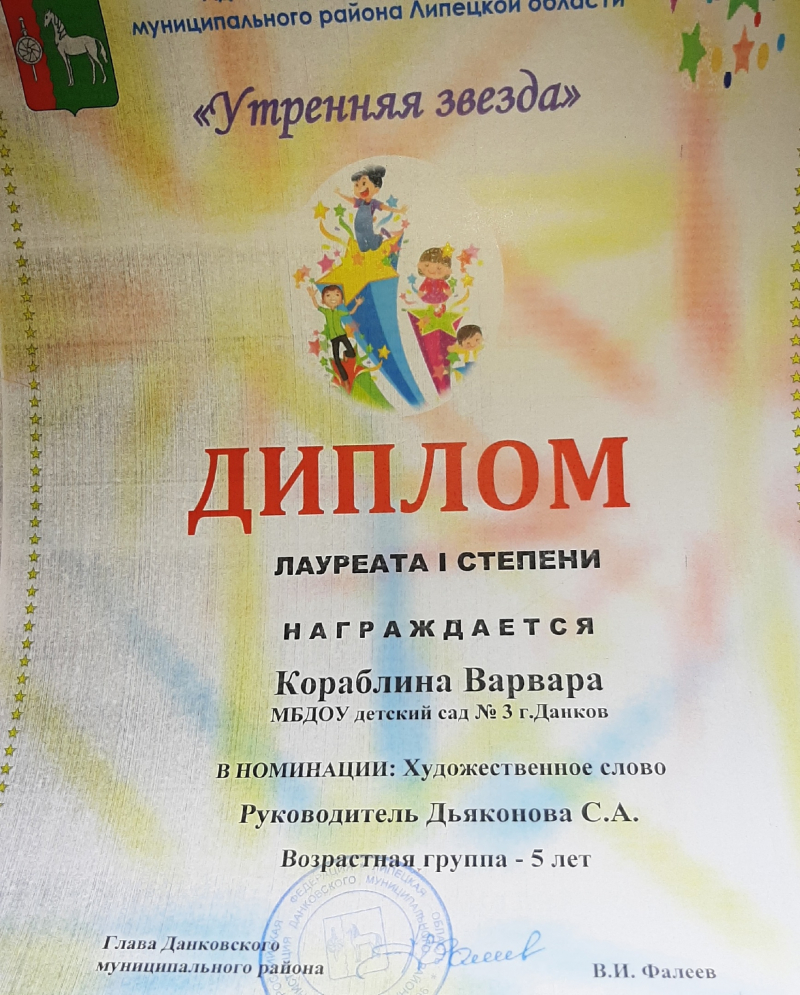 муниципального района Липецкой области
«Утренняя звезда»
ДИПЛОМ
ЛАУРЕАТА I СТЕПЕНИ
НАГРАЖДАЕТСЯ
Кораблина Варвара
МБДОУ детский сад № 3 г.Данков
В НОМИНАЦИИ: Художественное слово
Руководитель Дьяконова С.А.
Возрастная группа - 5 лет
Глава Данковского
муниципального района
В.И. Фалеев